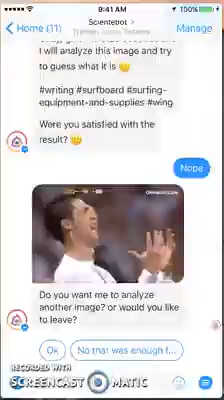 9:41 AM
100%
Scientebot >
Home (11)
Manage
I will analyze this image and try
to guess what it is 🙂
#writing #surfboard #surfing-
equipment-and-supplies #wing
Were you satisfied with the
result? 🤔
Nope
Do you want me to analyze
another image? or would you like
to leave?
Ok
No that was enough f...
RECORDED WITH
SCREENCAST MATIC